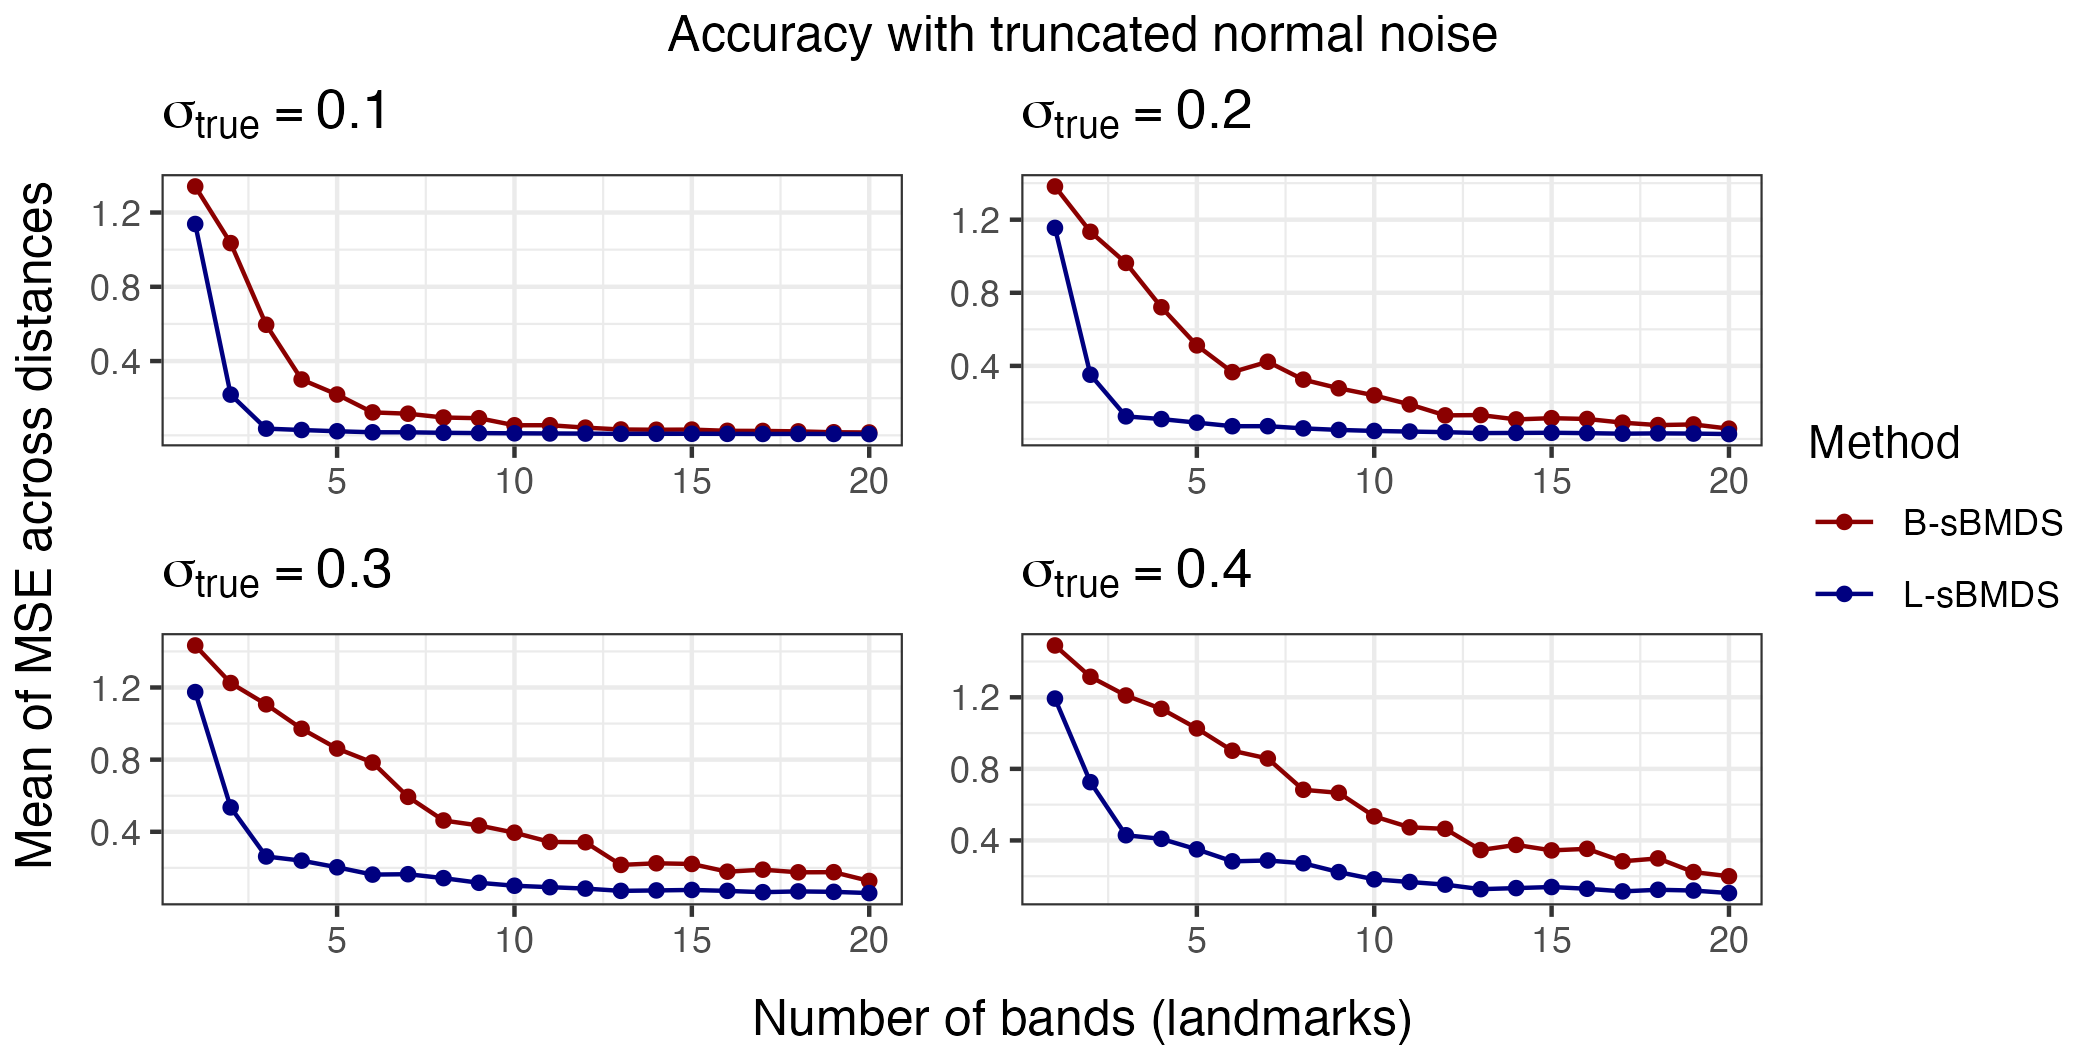 Accuracy with truncated normal noise
σtrue = 0.1
σtrue = 0.2
Mean of MSE across distances
1.2
0.8
0.4
5 10 15 20
1.2
0.8
0.4
5 10 15 20
σtrue = 0.3
σtrue = 0.4
1.2
0.8
0.4
5 10 15 20
1.2
0.8
0.4
5 10 15 20
Number of bands (landmarks)
Method
B-sBMDS
L-sBMDS